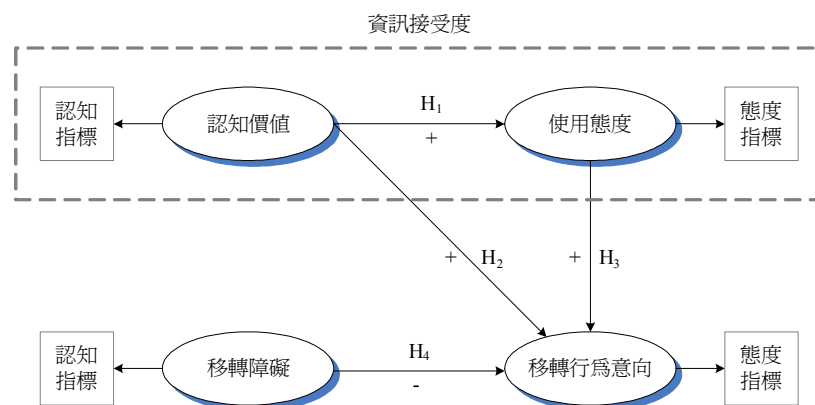 資訊接受度
認知
指標
認知價值
H₁
+
使用態度
態度
指標
+
H₂
+
H₃
認知
指標
移轉障礙
H₄
-
移轉行為意向
態度
指標